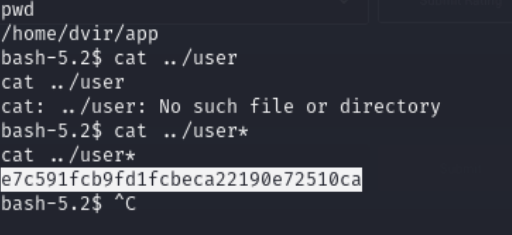 pwd
/home/dvir/app
bash-5.2$ cat ../user
cat ../user
cat: ../user: No such file or directory
bash-5.2$ cat ../user*
cat ../user*
e7c591fcb9fd1fcbeca22190e72510ca
bash-5.2$ ^C